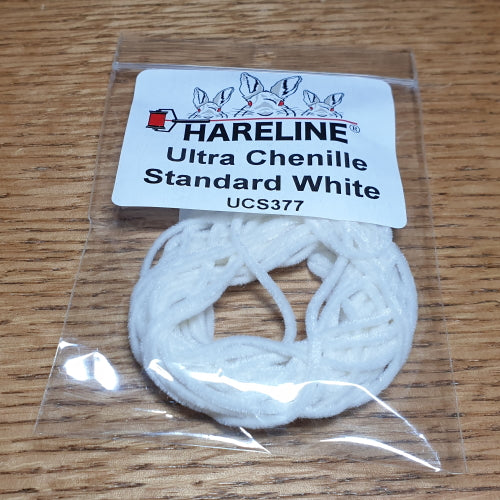 HARELINE®
Ultra Chenille
Standard White
UCS377